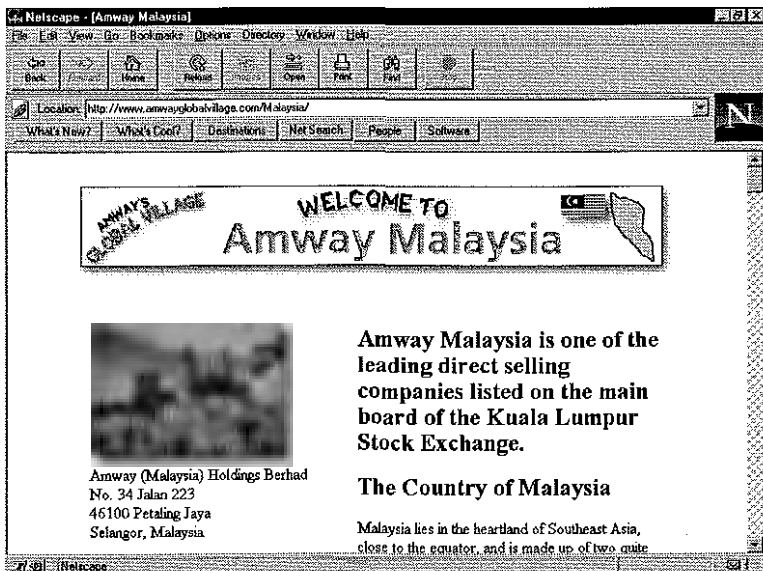 Netscape - [Amway Malaysia]
File Edit View Go Bookmarks Options Directory Window Help
Back Forward Home Reload Images Open Print Find Stop
Location: http://www.amwayglobalvillage.com/Malaysia/
What's New? What's Cool? Destinations Net Search People Software
N
AMWAY'S
GLOBAL VILLAGE
WELCOME TO
Amway Malaysia
Amway (Malaysia) Holdings Berhad
No. 34 Jalan 223
46100 Petaling Jaya
Selangor, Malaysia
Amway Malaysia is one of the
leading direct selling
companies listed on the main
board of the Kuala Lumpur
Stock Exchange.
The Country of Malaysia
Malaysia lies in the heartland of Southeast Asia,
close to the equator, and is made up of two quite
Netscape